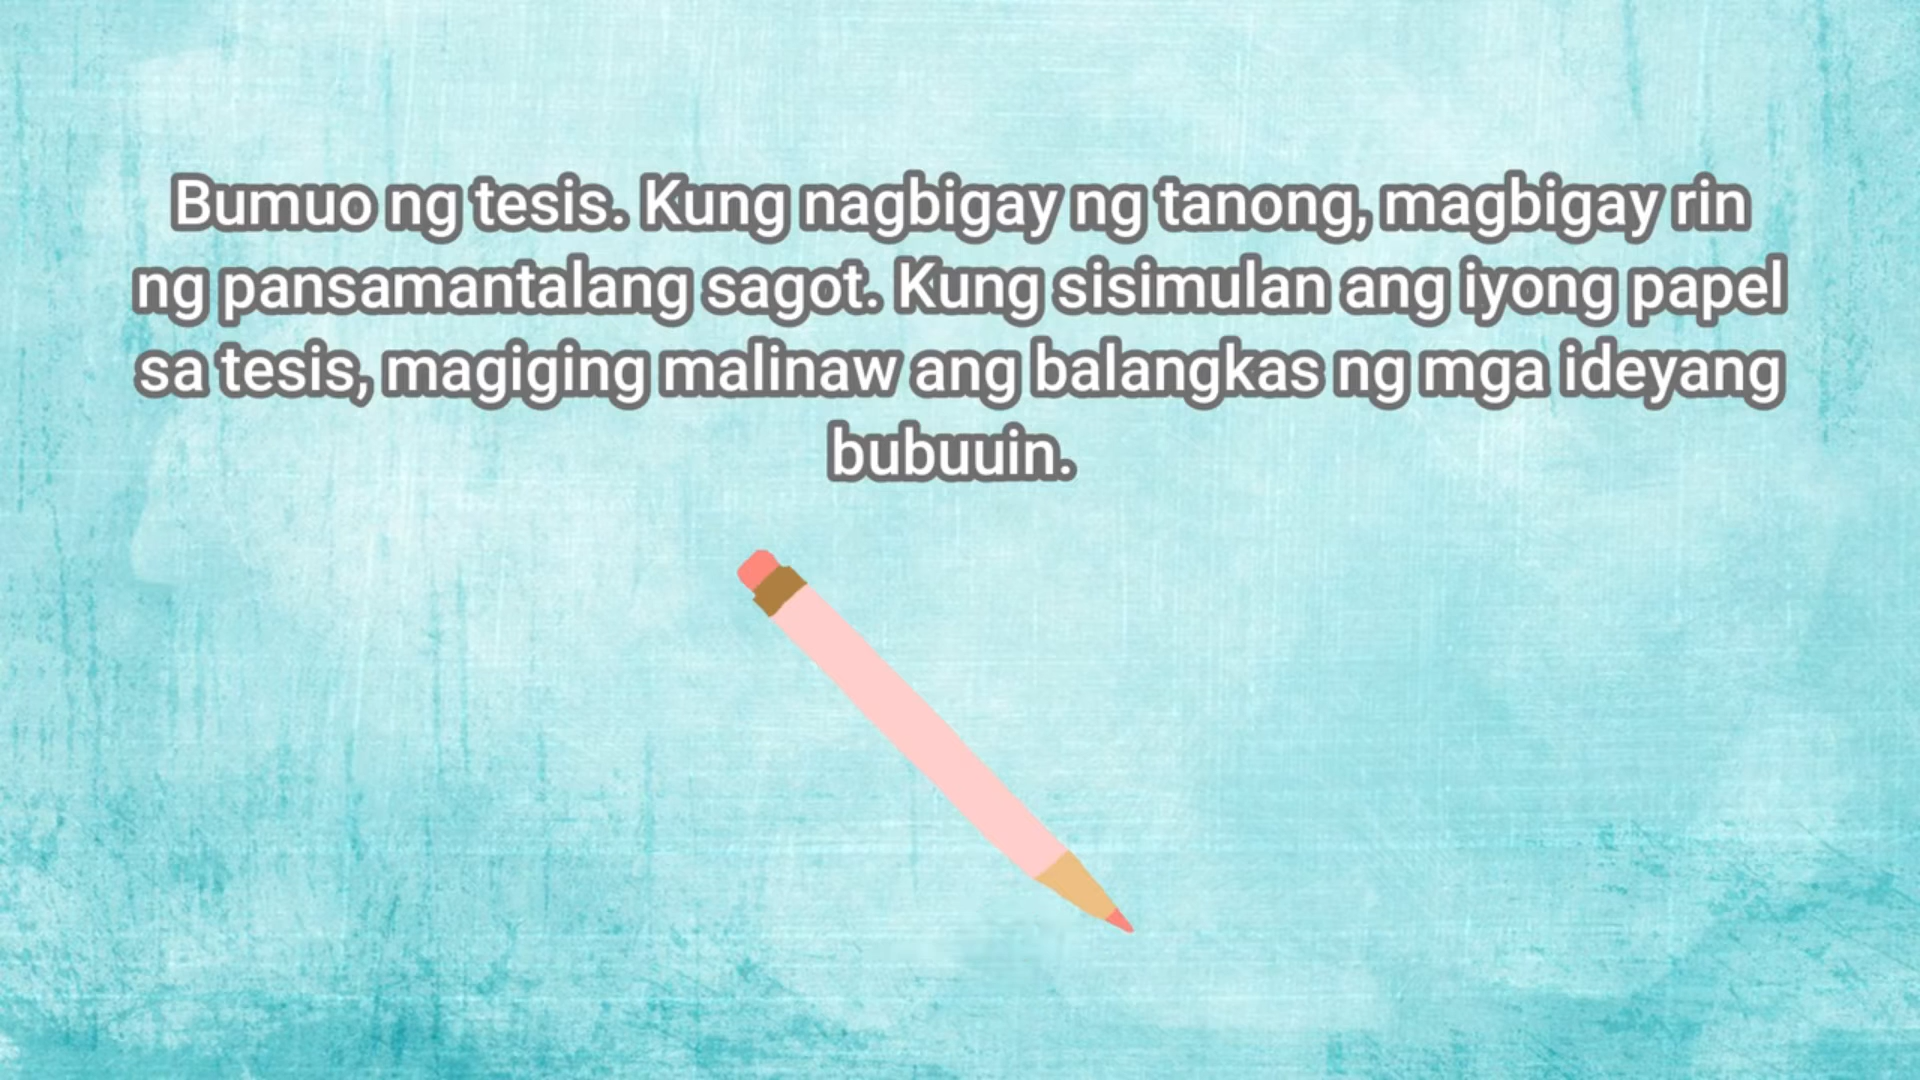 Bumuo ng tesis. Kung nagbigay ng tanong, magbigay rin
ng pansamantalang sagot. Kung sisimulan ang iyong papel
sa tesis, magiging malinaw ang balangkas ng mga ideyang
bubuuin.